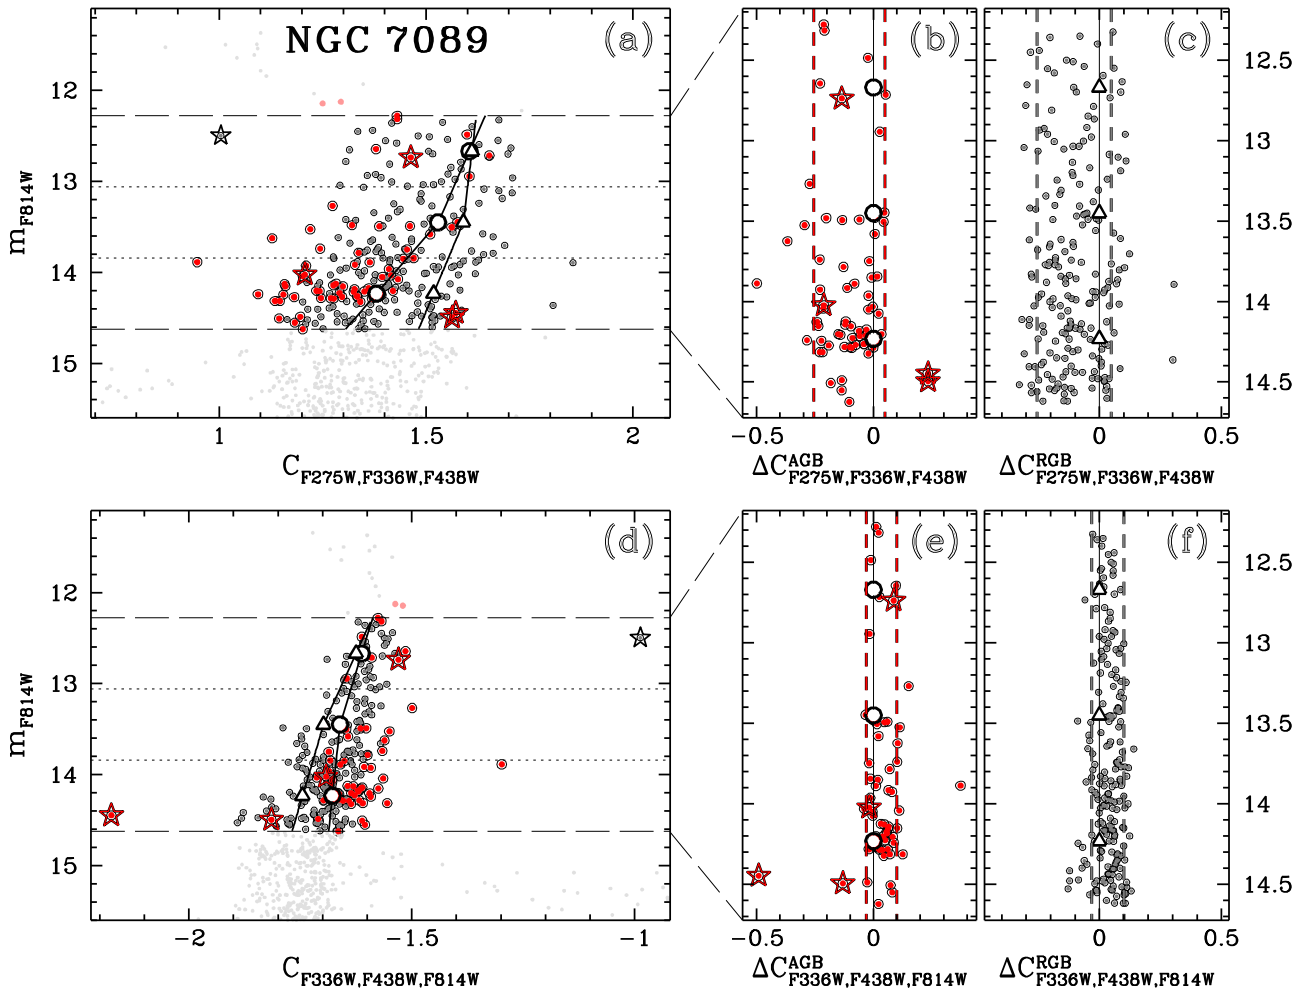 NGC 7089
(a)
(b)
(c)
12
13
14
15
m_F814W
1
1.5
2
C_F275W,F336W,F438W
−0.5
0
ΔC^AGB_F275W,F336W,F438W
0
0.5
ΔC^RGB_F275W,F336W,F438W
12.5
13
13.5
14
14.5
(d)
(e)
(f)
12
13
14
15
m_F814W
−2
−1.5
−1
C_F336W,F438W,F814W
−0.5
0
ΔC^AGB_F336W,F438W,F814W
0
0.5
ΔC^RGB_F336W,F438W,F814W
12.5
13
13.5
14
14.5